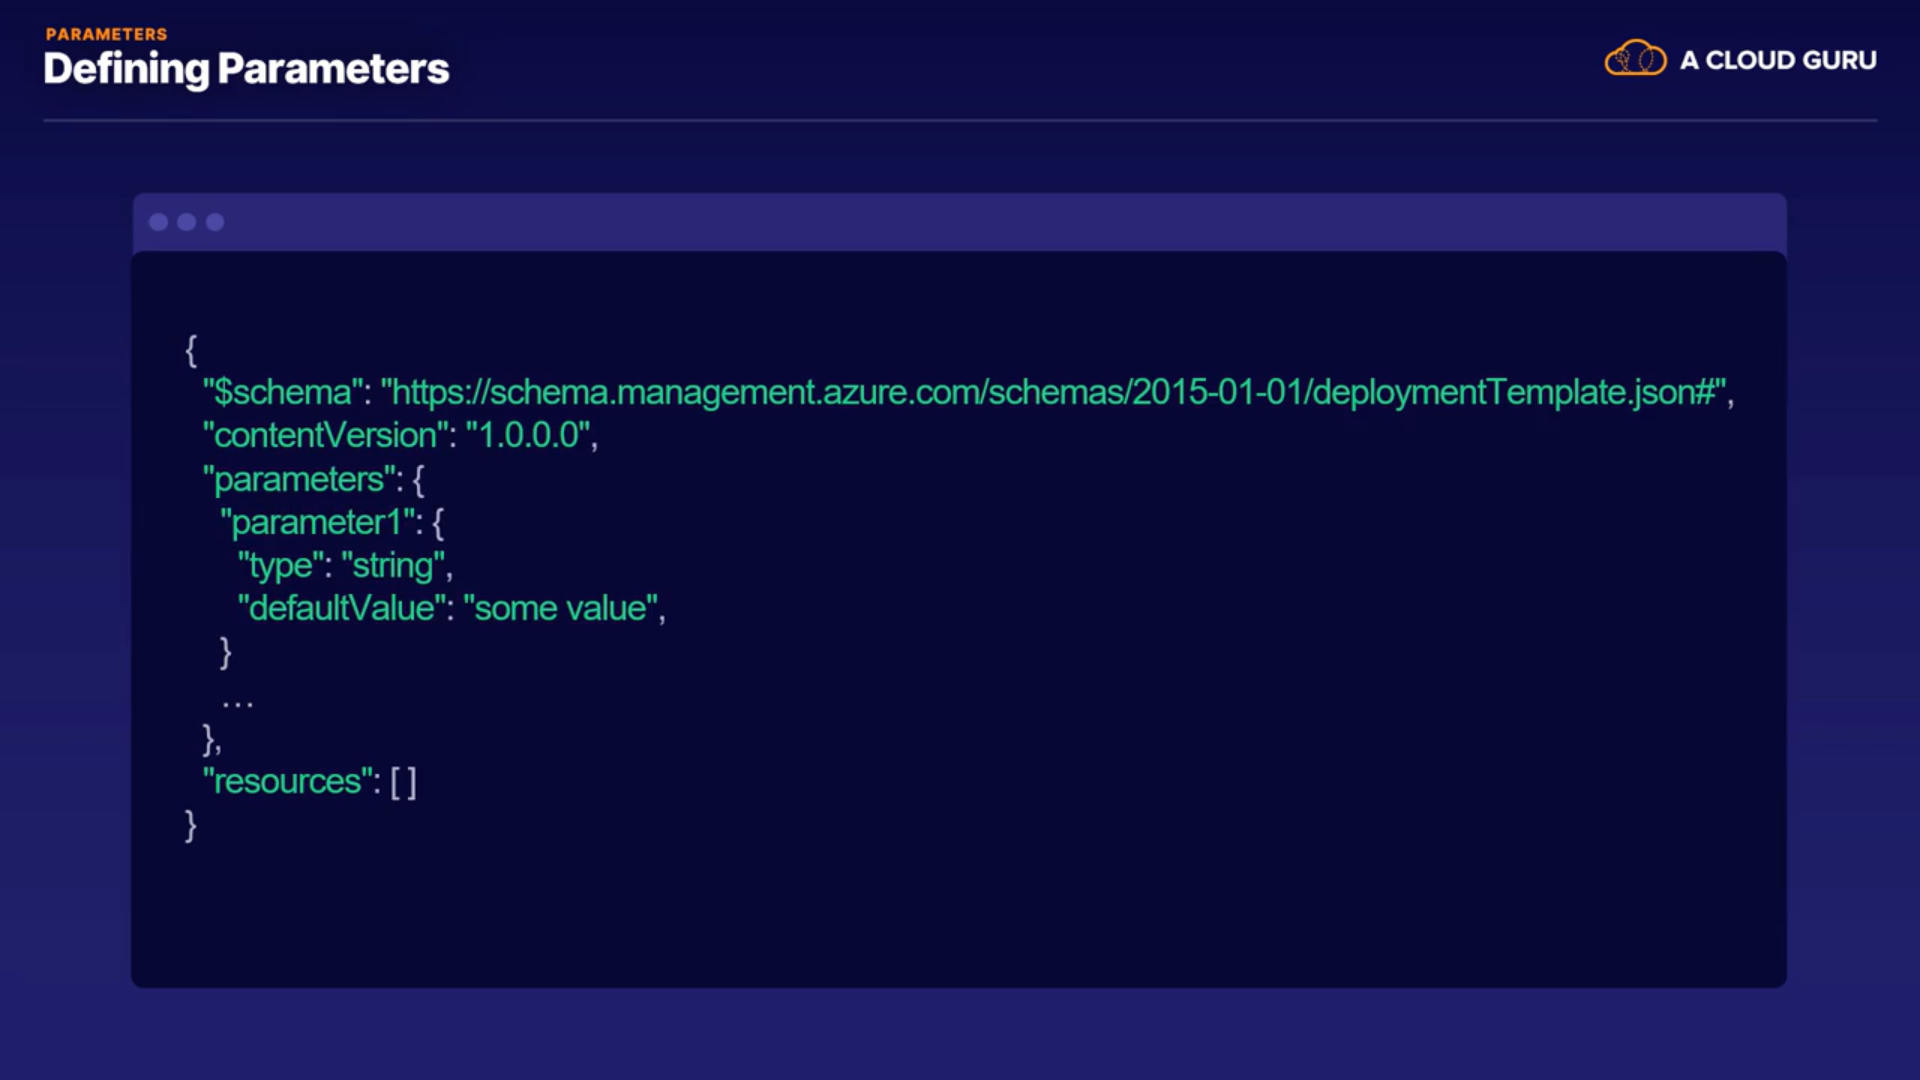 PARAMETERS
Defining Parameters
A CLOUD GURU
{
"$schema": "https://schema.management.azure.com/schemas/2015-01-01/deploymentTemplate.json#",
"contentVersion": "1.0.0.0",
"parameters": {
"parameter1": {
"type": "string",
"defaultValue": "some value",
}
...
},
"resources": [ ]
}